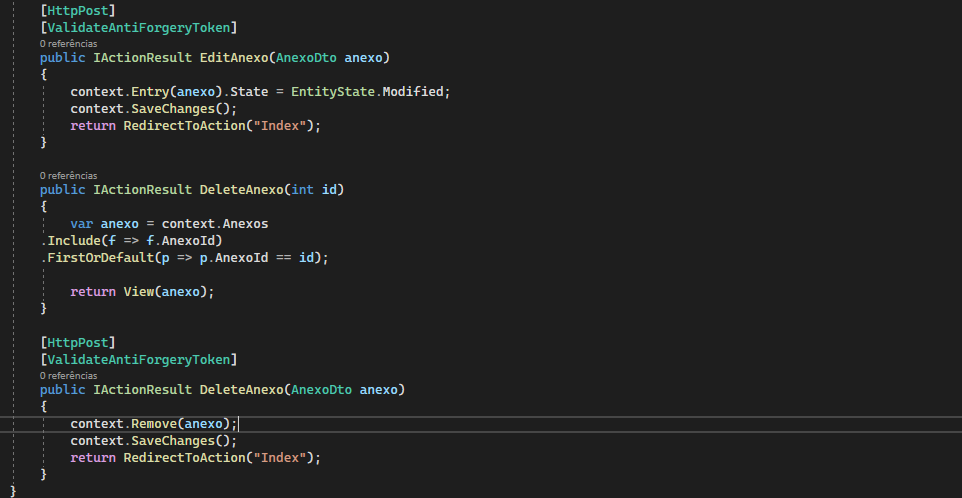 [HttpPost]
[ValidateAntiForgeryToken]
0 referências
public IActionResult EditAnexo(AnexoDto anexo)
{
context.Entry(anexo).State = EntityState.Modified;
context.SaveChanges();
return RedirectToAction("Index");
}
0 referências
public IActionResult DeleteAnexo(int id)
{
var anexo = context.Anexos
.Include(f => f.AnexoId)
.FirstOrDefault(p => p.AnexoId == id);
return View(anexo);
}
[HttpPost]
[ValidateAntiForgeryToken]
0 referências
public IActionResult DeleteAnexo(AnexoDto anexo)
{
context.Remove(anexo);
context.SaveChanges();
return RedirectToAction("Index");
}
}